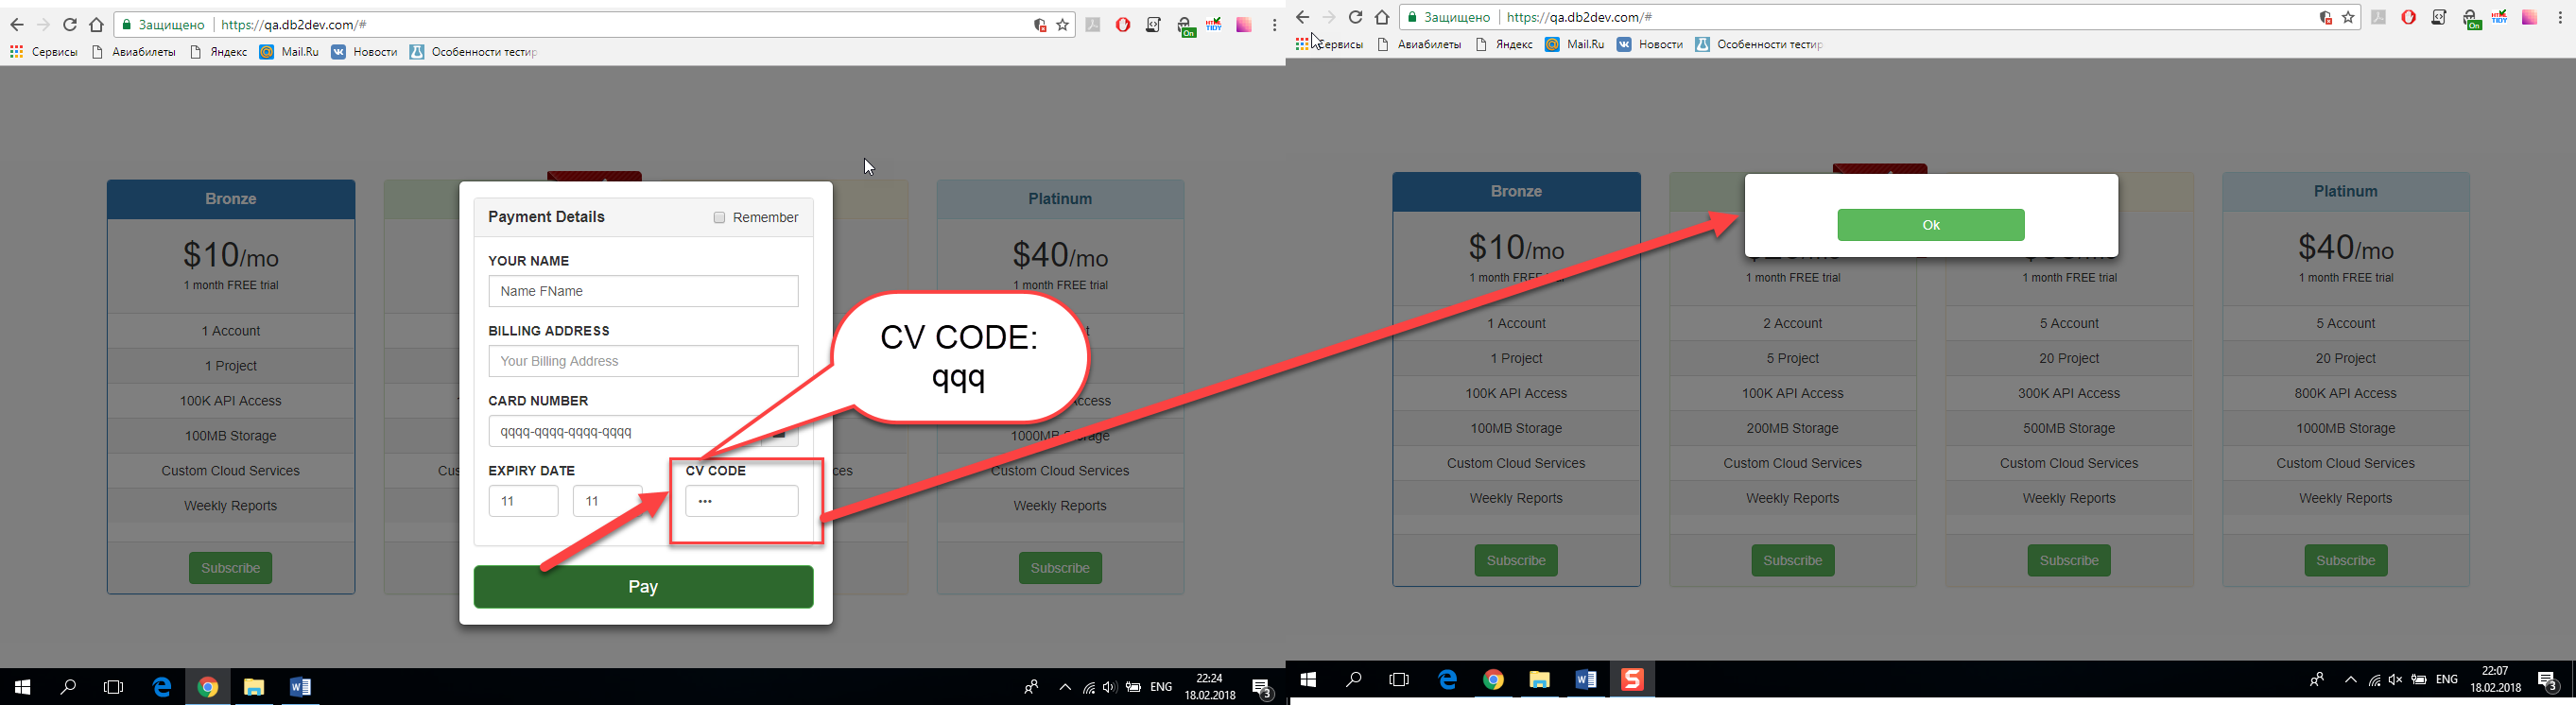 Защищено https://qa.db2dev.com/#
Сервисы Авиабилеты Яндекс Mail.Ru Новости Особенности тестир
Bronze
$10/mo
1 month FREE trial
1 Account
1 Project
100K API Access
100MB Storage
Custom Cloud Services
Weekly Reports
Subscribe
Payment Details
Remember
YOUR NAME
Name FName
BILLING ADDRESS
Your Billing Address
CARD NUMBER
qqqq-qqqq-qqqq-qqqq
EXPIRY DATE
CV CODE
11
11
•••
Pay
CV CODE:
qqq
Platinum
$40/mo
1 month FREE trial
1000MB Storage
Custom Cloud Services
Weekly Reports
Subscribe
ENG
22:24
18.02.2018
3
Защищено https://qa.db2dev.com/#
Сервисы Авиабилеты Яндекс Mail.Ru Новости Особенности тестир
Bronze
$10/mo
1 month FREE trial
1 Account
1 Project
100K API Access
100MB Storage
Custom Cloud Services
Weekly Reports
Subscribe
Ok
1 month FREE trial
2 Account
5 Project
100K API Access
200MB Storage
Custom Cloud Services
Weekly Reports
Subscribe
1 month FREE trial
5 Account
20 Project
300K API Access
500MB Storage
Custom Cloud Services
Weekly Reports
Subscribe
Platinum
$40/mo
1 month FREE trial
5 Account
20 Project
800K API Access
1000MB Storage
Custom Cloud Services
Weekly Reports
Subscribe
ENG
22:07
18.02.2018
3